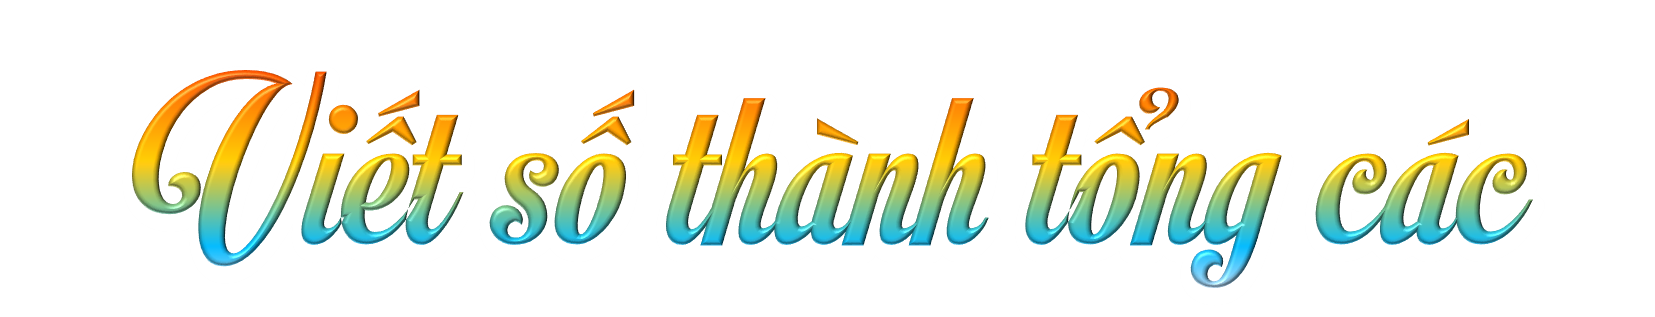 Viết số thành tổng các